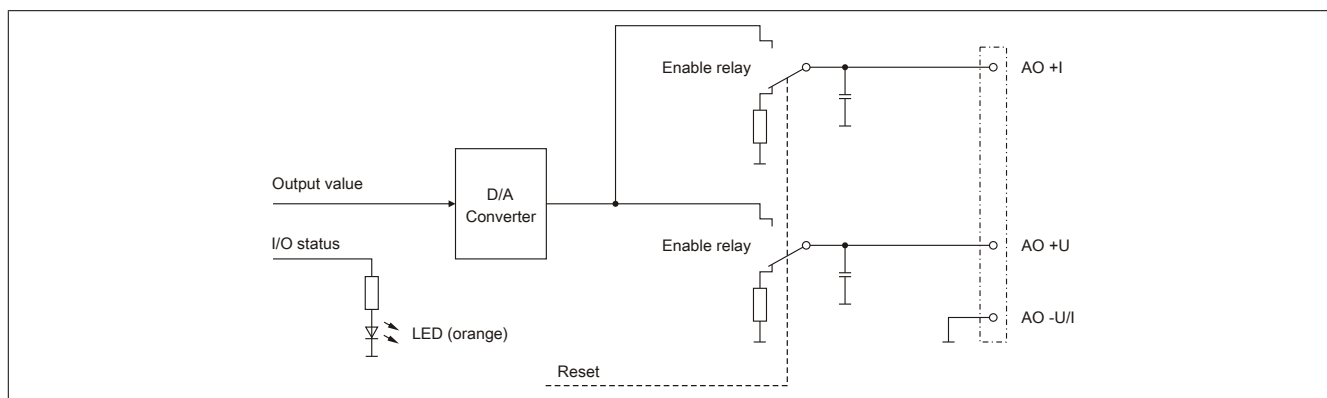 Enable relay
AO +I
Output value
D/A
Converter
I/O status
Enable relay
AO +U
LED (orange)
AO -U/I
Reset